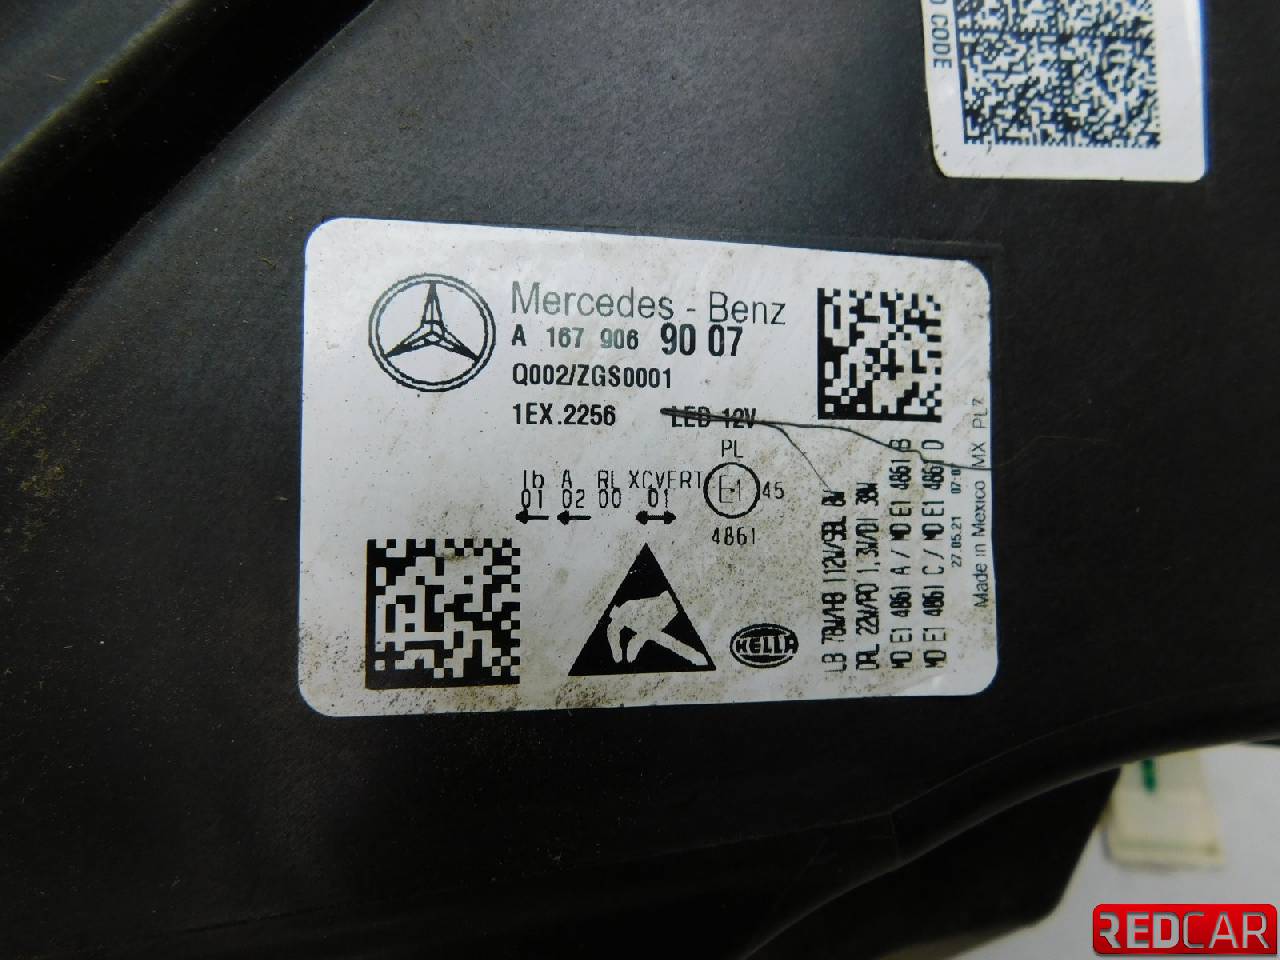 CODE
Mercedes - Benz
A 167 906 90 07
Q002/ZGS0001
1EX.2256 LED 12V
PL
Ib A RL XCVERT
01 02 00 01
E1 45
4861
HELLA
LB 78W/HB 112W/SBL 8W
DRL 22W/PO 1,3W/DI 38W
MD E1 4861 A / MD E1 4861 B
MD E1 4861 C / MD E1 4861 D
27.05.21
Made in Mexico MX PLZ
REDCAR